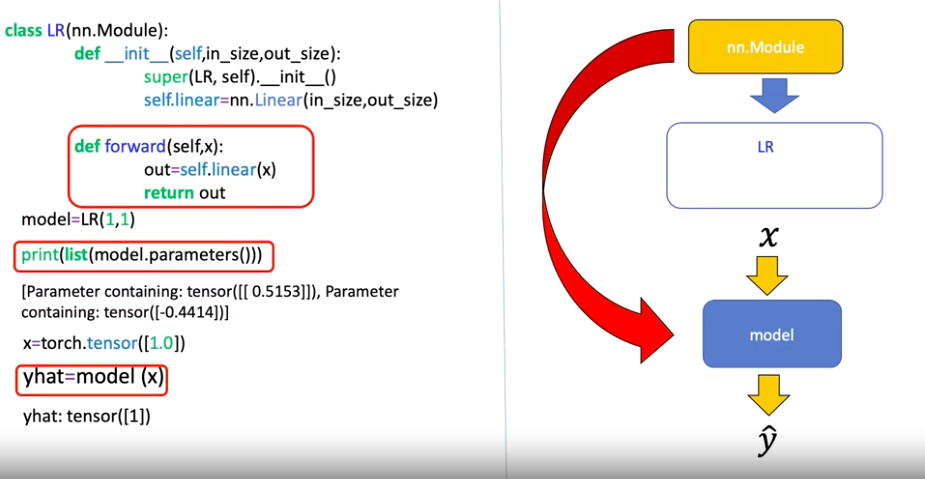 class LR(nn.Module):
def __init__(self,in_size,out_size):
super(LR, self).__init__()
self.linear=nn.Linear(in_size,out_size)
def forward(self,x):
out=self.linear(x)
return out
model=LR(1,1)
print(list(model.parameters()))
[Parameter containing: tensor([[ 0.5153]]), Parameter
containing: tensor([-0.4414])]
x=torch.tensor([1.0])
yhat=model (x)
yhat: tensor([1])
nn.Module
LR
x
model
ŷ